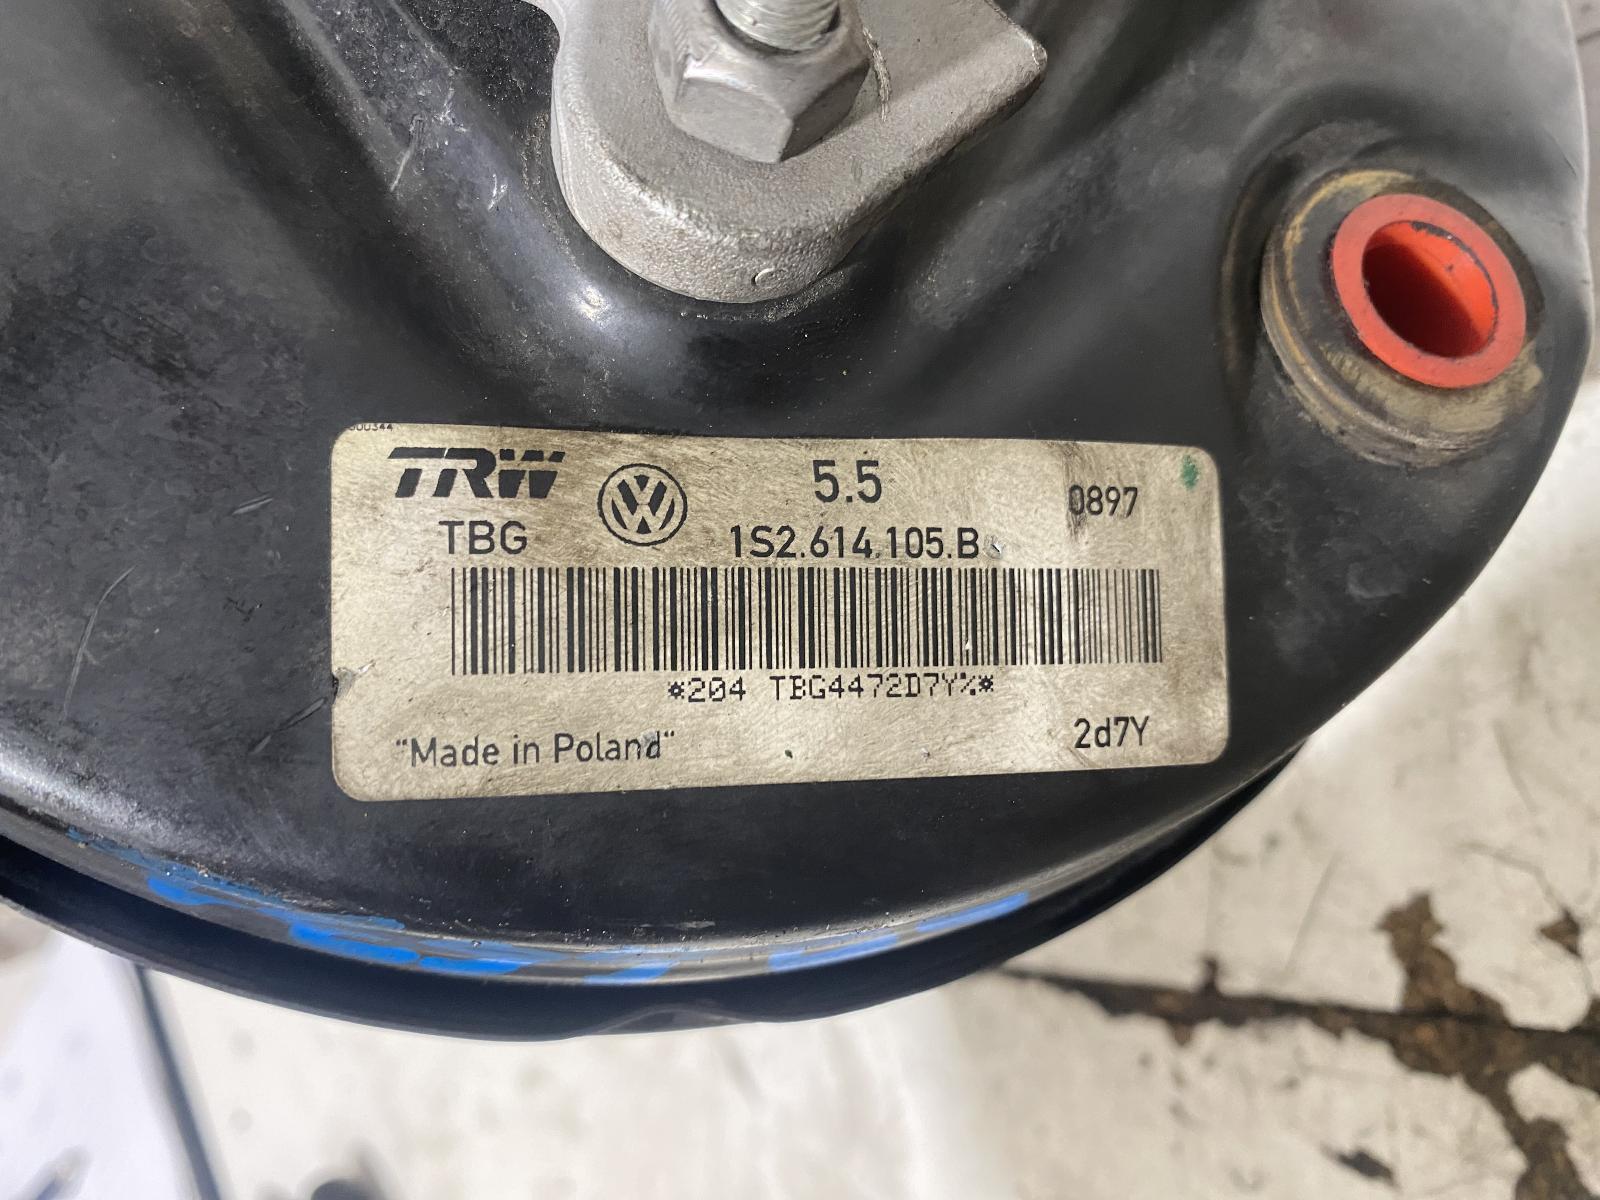 TRW
5.5
0897
TBG
1S2.614.105.B
*204 TBG4472D7Y%*
"Made in Poland"
2d7Y